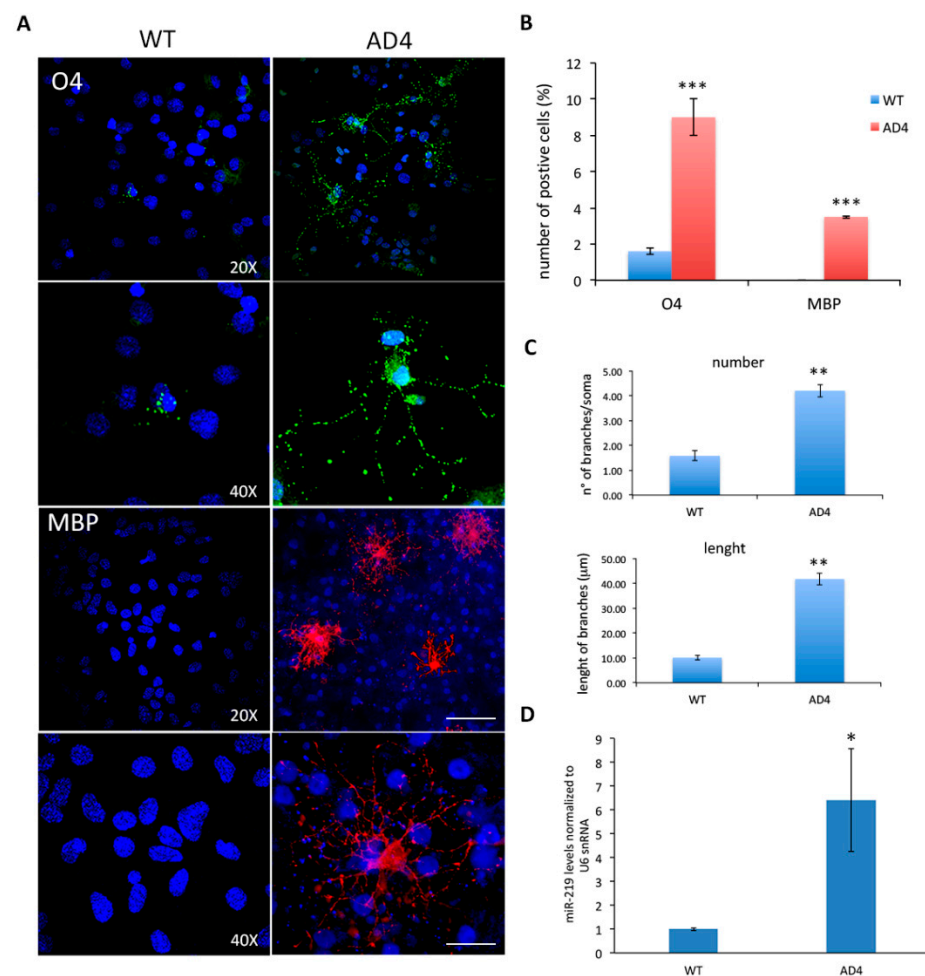 A
WT
AD4
O4
20X
40X
MBP
20X
40X
B
number of postive cells (%)
12
10
8
6
4
2
0
***
***
WT
AD4
O4
MBP
C
number
n° of branches/soma
5.00
4.00
3.00
2.00
1.00
0.00
**
WT
AD4
lenght
lenght of branches (µm)
50.00
40.00
30.00
20.00
10.00
0.00
**
WT
AD4
D
miR-219 levels normalized to
U6 snRNA
9
8
7
6
5
4
3
2
1
0
*
WT
AD4